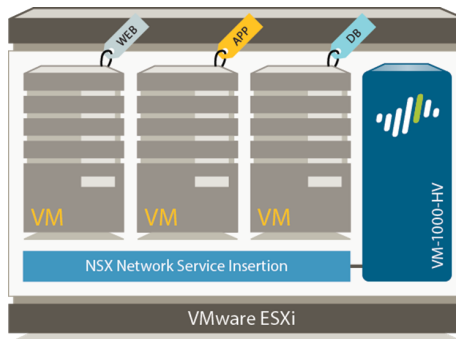 WEB
APP
DB
VM
VM
VM
VM-1000-HV
NSX Network Service Insertion
VMware ESXi